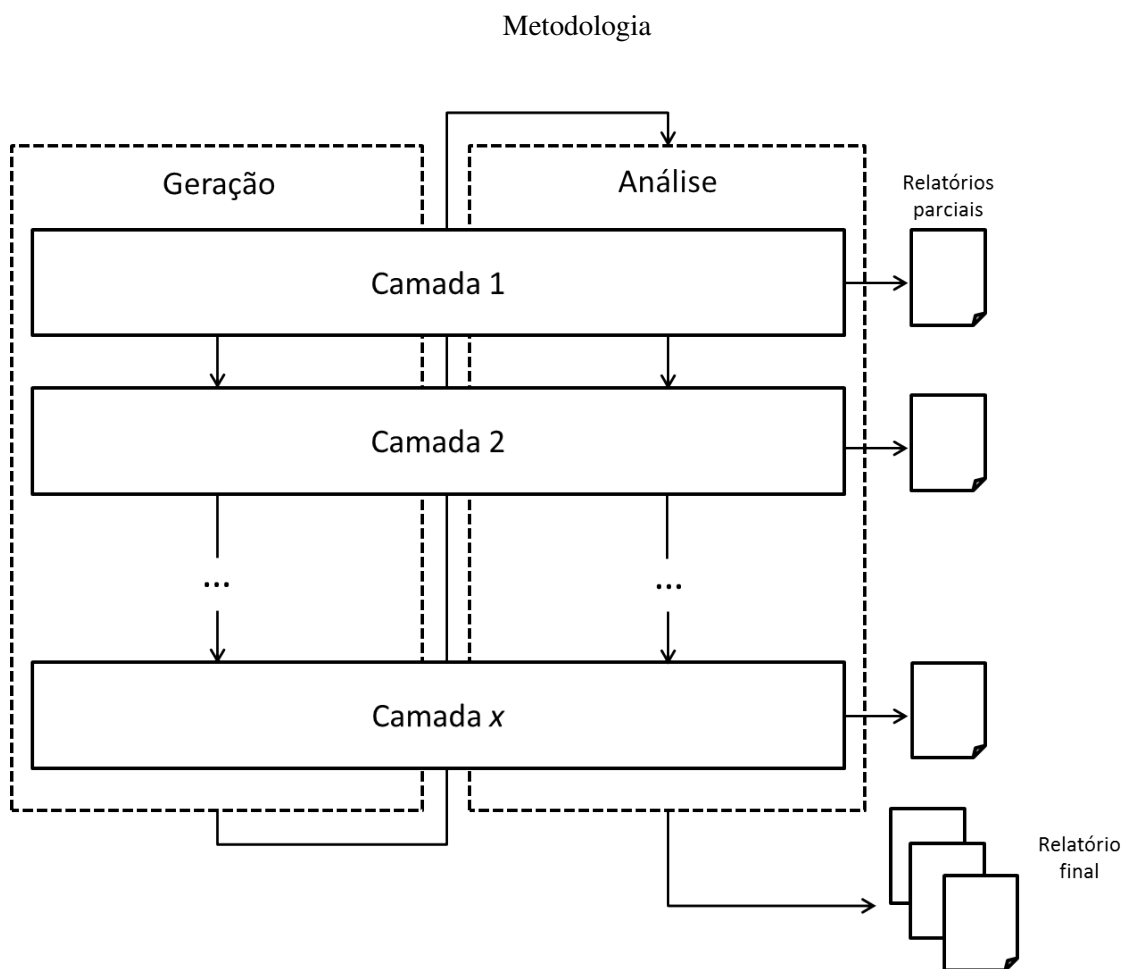 Metodologia
Geração
Análise
Relatórios
parciais
Camada 1
Camada 2
...
...
Camada x
Relatório
final